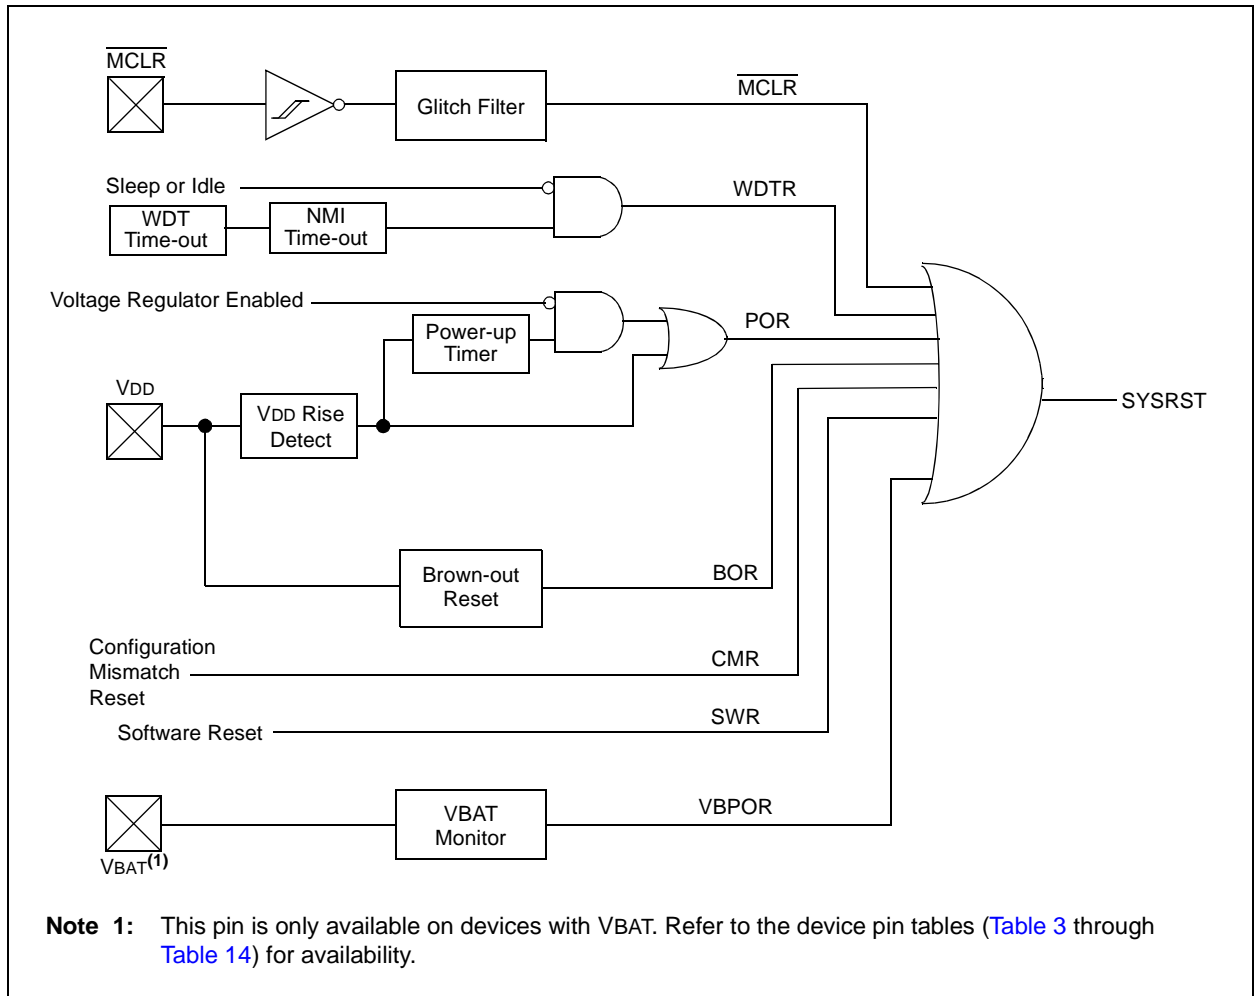 MCLR
Glitch Filter
MCLR
Sleep or Idle
WDTR
WDT
Time-out
NMI
Time-out
Voltage Regulator Enabled
Power-up
Timer
POR
VDD
VDD Rise
Detect
SYSRST
Brown-out
Reset
BOR
Configuration
Mismatch
Reset
CMR
Software Reset
SWR
VBAT
Monitor
VBPOR
VBAT(1)
Note 1: This pin is only available on devices with VBAT. Refer to the device pin tables (Table 3 through
Table 14) for availability.